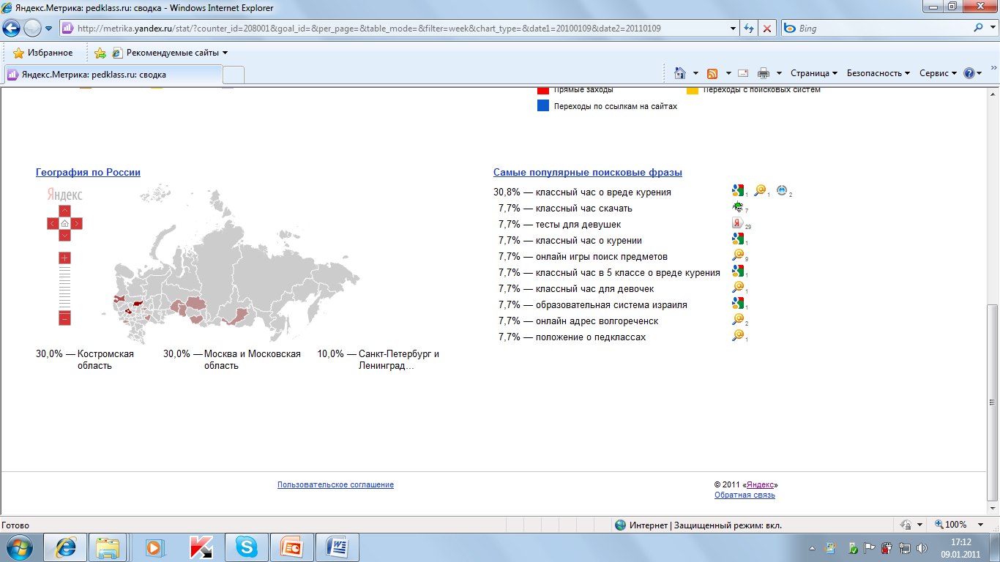 Яндекс.Метрика: pedklass.ru: сводка - Windows Internet Explorer
http://metrika.yandex.ru/stat/?counter_id=208001&goal_id=&per_page=&table_mode=&filter=week&chart_type=&date1=20100109&date2=20110109
Bing
Избранное
Рекомендуемые сайты
Яндекс.Метрика: pedklass.ru: сводка
Страница
Безопасность
Сервис
Прямые заходы
Переходы с поисковых систем
Переходы по ссылкам на сайтах
География по России
Яндекс
30,0% — Костромская
область
30,0% — Москва и Московская
область
10,0% — Санкт-Петербург и
Ленинград…
Самые популярные поисковые фразы
30,8% — классный час о вреде курения 1 1 2
7,7% — классный час скачать 7
7,7% — тесты для девушек Я 29
7,7% — классный час о курении 1
7,7% — онлайн игры поиск предметов 9
7,7% — классный час в 5 классе о вреде курения 1
7,7% — классный час для девочек 1
7,7% — образовательная система израиля 1
7,7% — онлайн адрес волгореченск 2
7,7% — положение о педклассах 1
Пользовательское соглашение
© 2011 «Яндекс»
Обратная связь
Готово
Интернет | Защищенный режим: вкл.
100%
17:12
09.01.2011